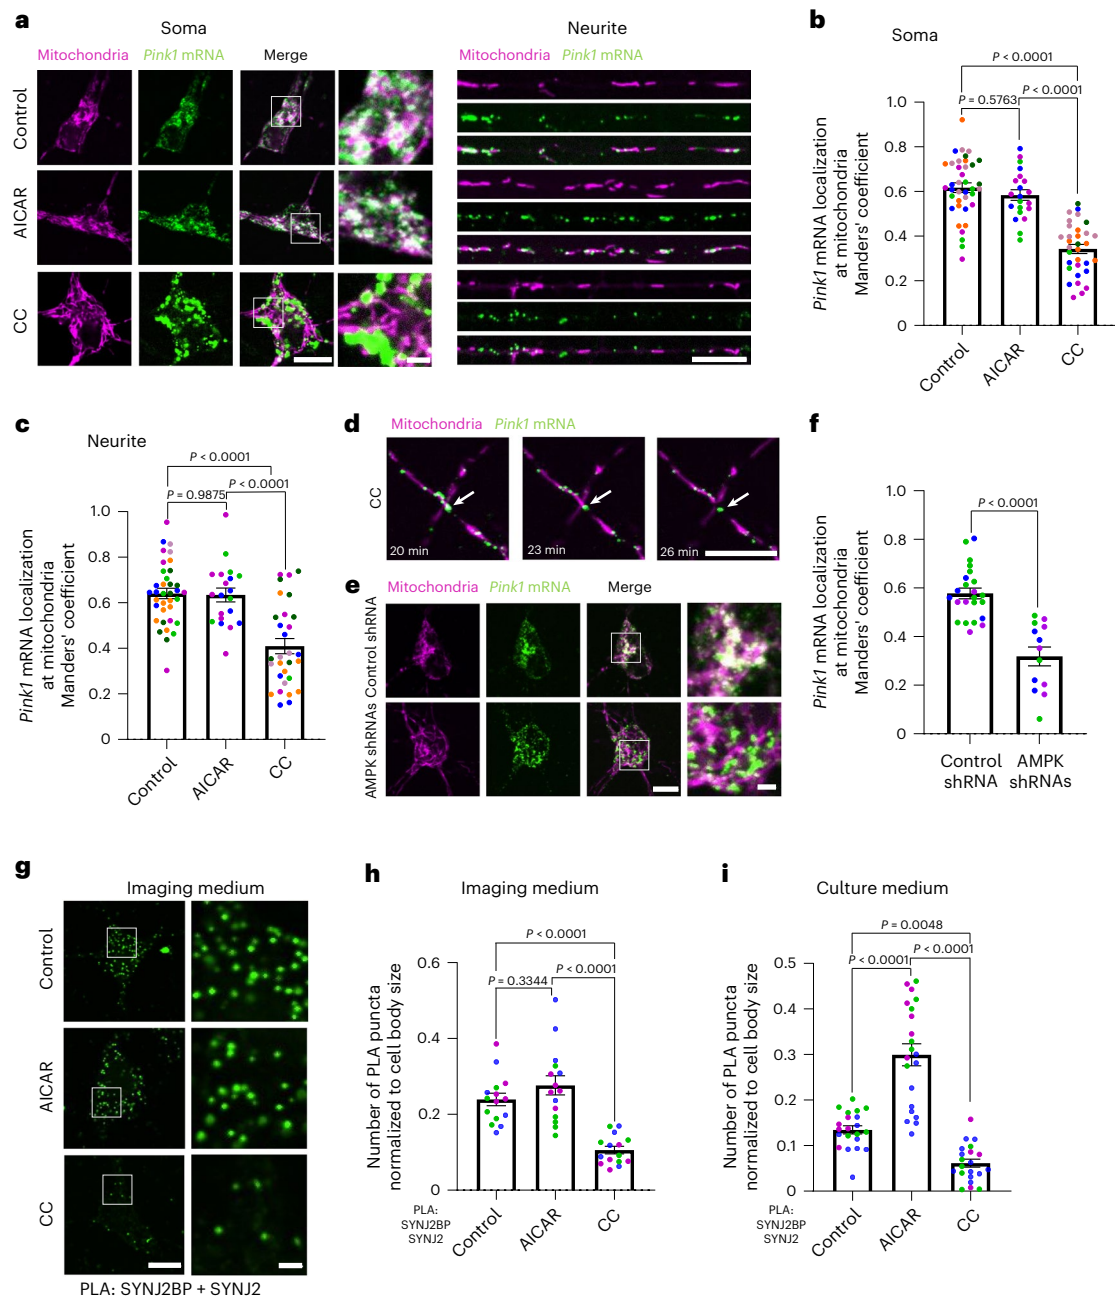 a
Soma
Neurite
Mitochondria Pink1 mRNA Merge
Mitochondria Pink1 mRNA
Control
AICAR
CC
b
Soma
P < 0.0001
P = 0.5763
P < 0.0001
Pink1 mRNA localization
at mitochondria
Manders' coefficient
1.0
0.8
0.6
0.4
0.2
0
Control
AICAR
CC
c
Neurite
P < 0.0001
P = 0.9875
P < 0.0001
Pink1 mRNA localization
at mitochondria
Manders' coefficient
1.0
0.8
0.6
0.4
0.2
0
Control
AICAR
CC
d
Mitochondria Pink1 mRNA
CC
20 min
23 min
26 min
e
Mitochondria Pink1 mRNA Merge
Control shRNA
AMPK shRNAs
f
P < 0.0001
Pink1 mRNA localization
at mitochondria
Manders' coefficient
1.0
0.8
0.6
0.4
0.2
0
Control
shRNA
AMPK
shRNAs
g
Imaging medium
Control
AICAR
CC
PLA: SYNJ2BP + SYNJ2
h
Imaging medium
P < 0.0001
P = 0.3344
P < 0.0001
Number of PLA puncta
normalized to cell body size
0.6
0.4
0.2
0
PLA:
SYNJ2BP
SYNJ2
Control
AICAR
CC
i
Culture medium
P = 0.0048
P < 0.0001
P < 0.0001
Number of PLA puncta
normalized to cell body size
0.5
0.4
0.3
0.2
0.1
0
PLA:
SYNJ2BP
SYNJ2
Control
AICAR
CC